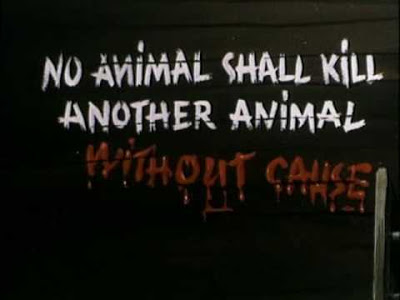 NO ANIMAL SHALL KILL
ANOTHER ANIMAL
WITHOUT CAUSE